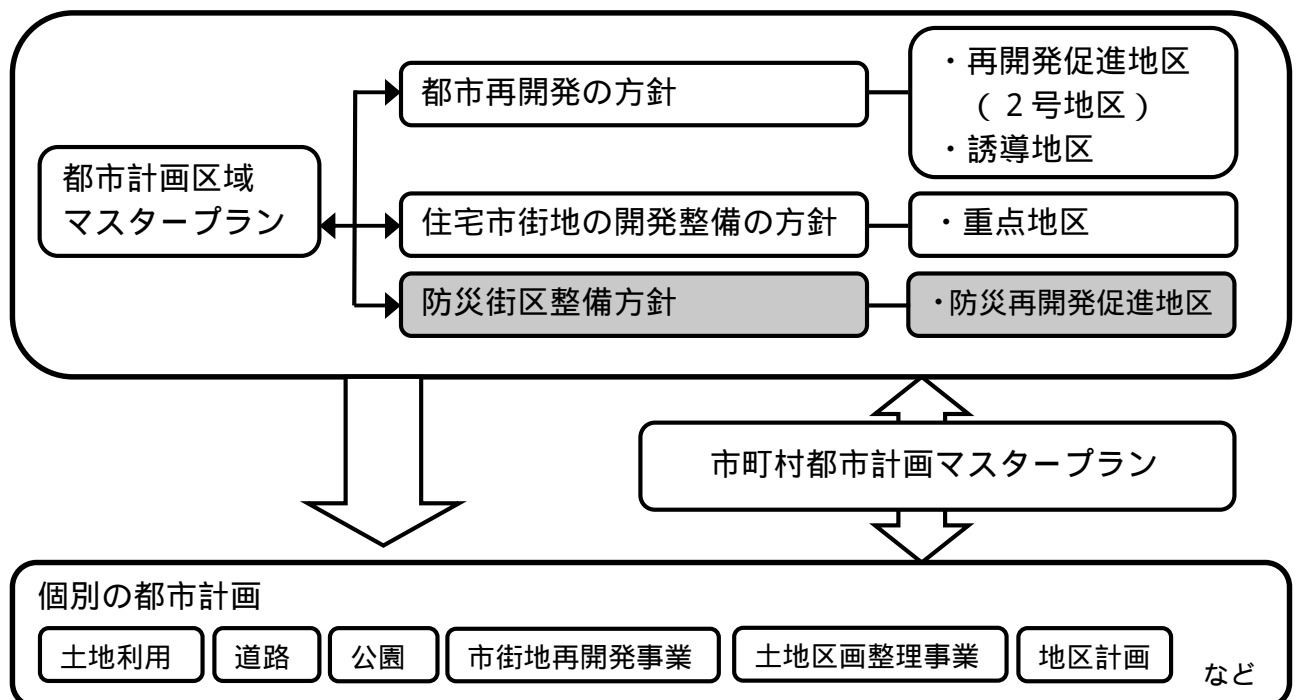 都市計画区域
マスタープラン
都市再開発の方針
・再開発促進地区
（２号地区）
・誘導地区
住宅市街地の開発整備の方針
・重点地区
防災街区整備方針
・防災再開発促進地区
市町村都市計画マスタープラン
個別の都市計画
土地利用
道路
公園
市街地再開発事業
土地区画整理事業
地区計画
など